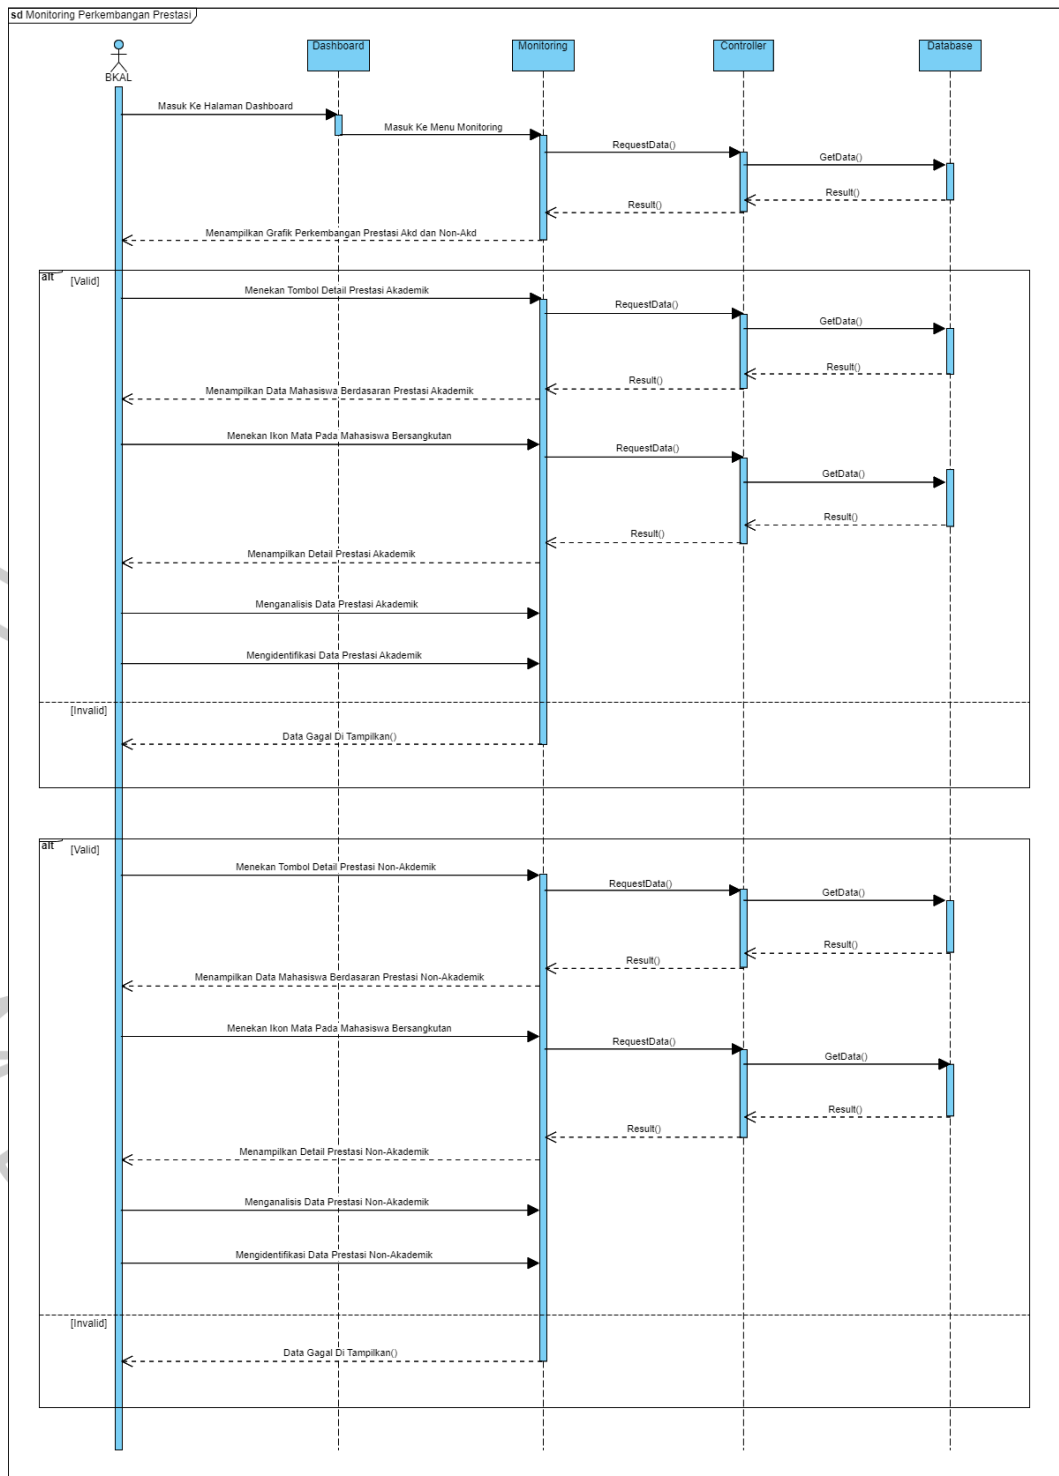 sd Monitoring Perkembangan Prestasi
BKAL
Dashboard
Monitoring
Controller
Database
Masuk Ke Halaman Dashboard
Masuk Ke Menu Monitoring
RequestData()
GetData()
Result()
Result()
Menampilkan Grafik Perkembangan Prestasi Akd dan Non-Akd
alt
[Valid]
Menekan Tombol Detail Prestasi Akademik
RequestData()
GetData()
Result()
Result()
Menampilkan Data Mahasiswa Berdasaran Prestasi Akademik
Menekan Ikon Mata Pada Mahasiswa Bersangkutan
RequestData()
GetData()
Result()
Result()
Menampilkan Detail Prestasi Akademik
Menganalisis Data Prestasi Akademik
Mengidentifikasi Data Prestasi Akademik
[Invalid]
Data Gagal Di Tampilkan()
alt
[Valid]
Menekan Tombol Detail Prestasi Non-Akdemik
RequestData()
GetData()
Result()
Result()
Menampilkan Data Mahasiswa Berdasaran Prestasi Non-Akademik
Menekan Ikon Mata Pada Mahasiswa Bersangkutan
RequestData()
GetData()
Result()
Result()
Menampilkan Detail Prestasi Non-Akademik
Menganalisis Data Prestasi Non-Akademik
Mengidentifikasi Data Prestasi Non-Akademik
[Invalid]
Data Gagal Di Tampilkan()